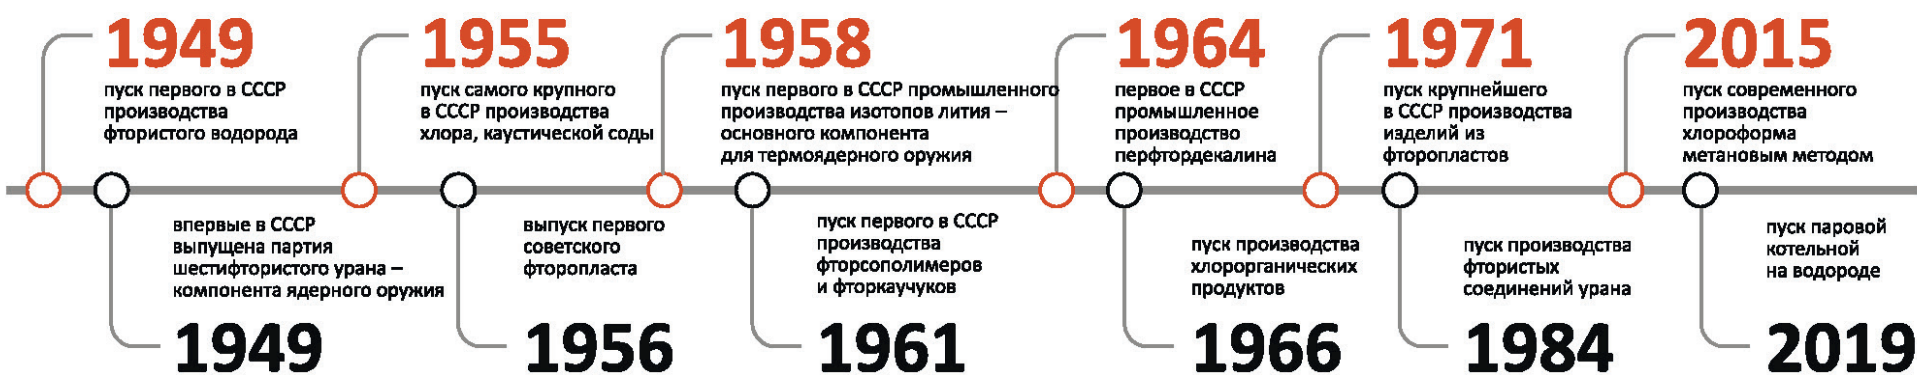 1949
пуск первого в СССР
производства
фтористого водорода
впервые в СССР
выпущена партия
шестифтористого урана –
компонента ядерного оружия
1949
1955
пуск самого крупного
в СССР производства
хлора, каустической соды
выпуск первого
советского
фторопласта
1956
1958
пуск первого в СССР промышленного
производства изотопов лития –
основного компонента
для термоядерного оружия
пуск первого в СССР
производства
фторсополимеров
и фторкаучуков
1961
1964
первое в СССР
промышленное
производство
перфтордекалина
пуск производства
хлорорганических
продуктов
1966
1971
пуск крупнейшего
в СССР производства
изделий из
фторопластов
пуск производства
фтористых
соединений урана
1984
2015
пуск современного
производства
хлороформа
метановым методом
пуск паровой
котельной
на водороде
2019